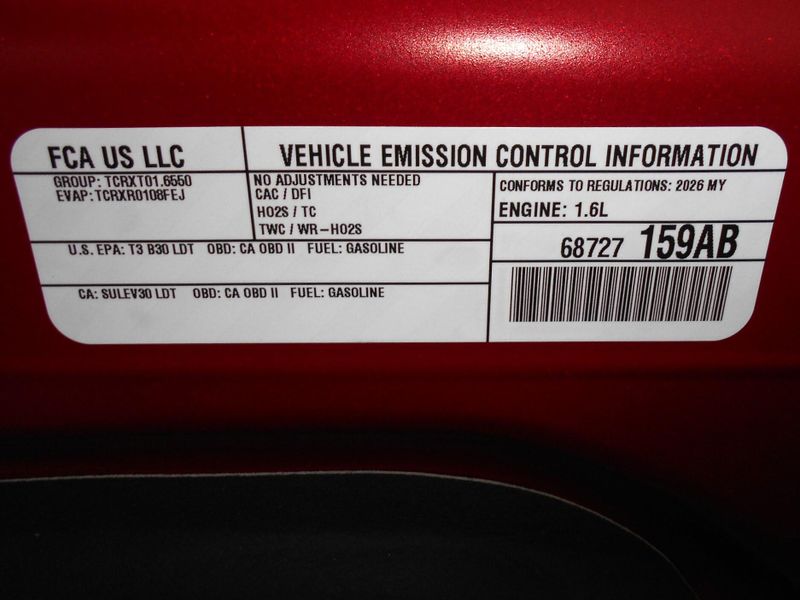 FCA US LLC
VEHICLE EMISSION CONTROL INFORMATION
GROUP: TCRXT01.6550
EVAP: TCRXR0108FEJ
NO ADJUSTMENTS NEEDED
CAC / DFI
HO2S / TC
TWC / WR-HO2S
CONFORMS TO REGULATIONS: 2026 MY
ENGINE: 1.6L
U.S. EPA: T3 B30 LDT OBD: CA OBD II FUEL: GASOLINE
68727 159AB
CA: SULEV30 LDT OBD: CA OBD II FUEL: GASOLINE